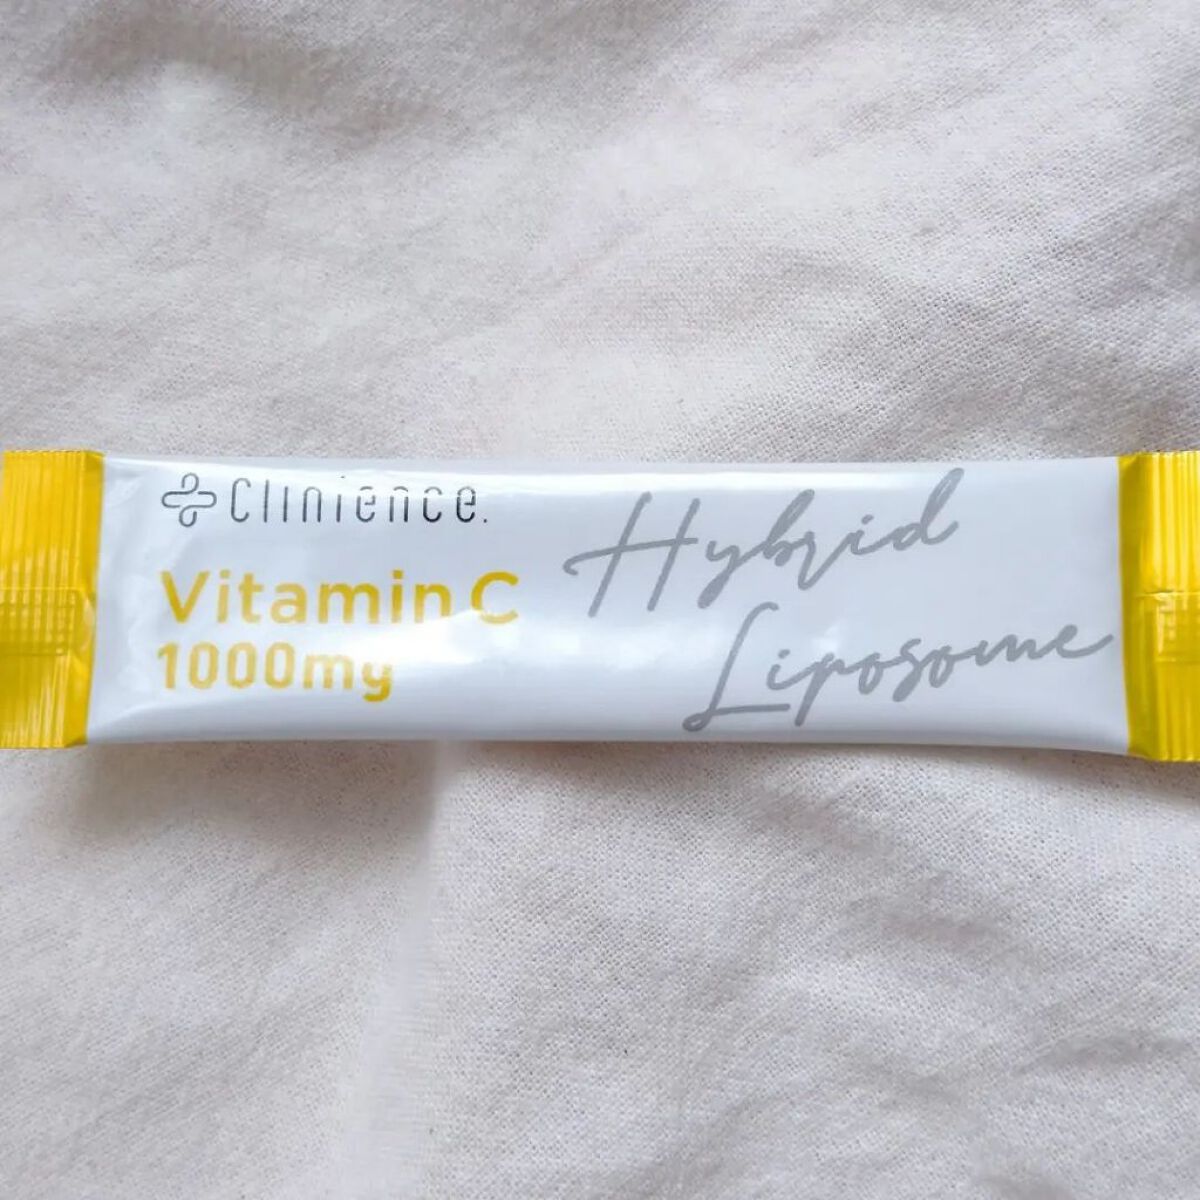 Clinience.
Vitamin C
1000mg
Hybrid
Liposome